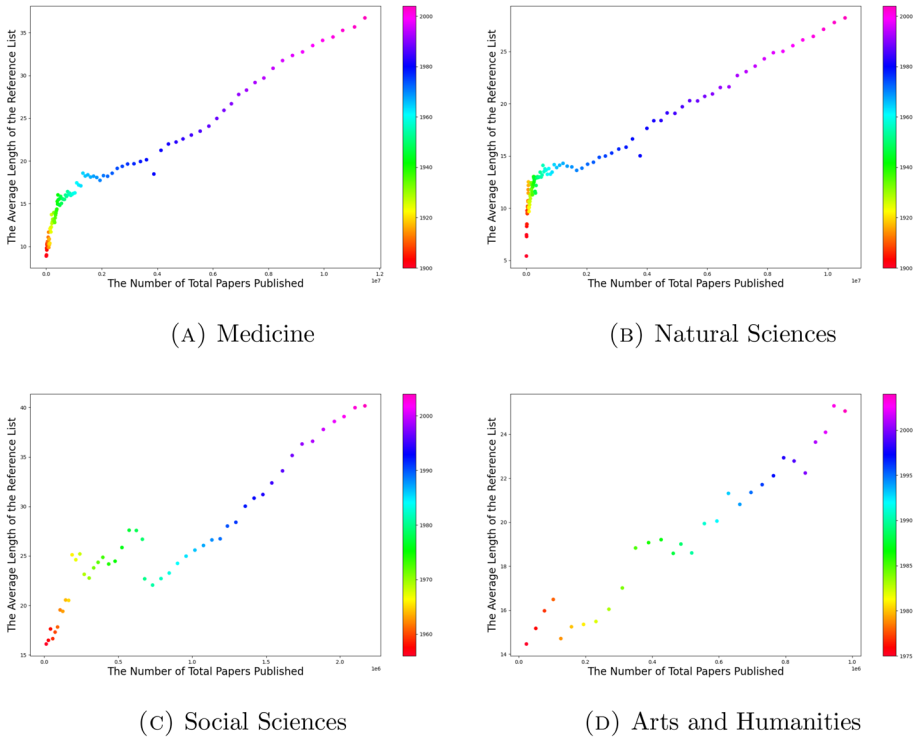 The Average Length of the Reference List
35
30
25
20
15
10
0.0 0.2 0.4 0.6 0.8 1.0 1.2
1e7
The Number of Total Papers Published
2000
1980
1960
1940
1920
1900
(A) Medicine
The Average Length of the Reference List
25
20
15
10
5
0.0 0.2 0.4 0.6 0.8 1.0
1e7
The Number of Total Papers Published
2000
1980
1960
1940
1920
1900
(B) Natural Sciences
The Average Length of the Reference List
40
35
30
25
20
15
0.0 0.5 1.0 1.5 2.0
1e6
The Number of Total Papers Published
2000
1990
1980
1970
1960
(C) Social Sciences
The Average Length of the Reference List
24
22
20
18
16
14
0.0 0.2 0.4 0.6 0.8 1.0
1e6
The Number of Total Papers Published
2000
1995
1990
1985
1980
1975
(D) Arts and Humanities